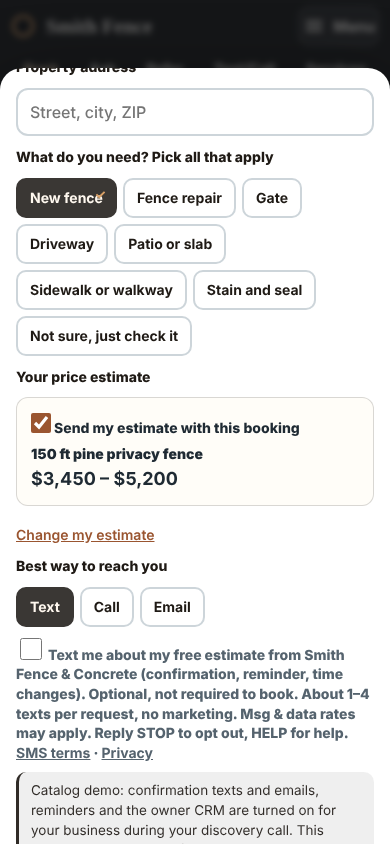 Smith Fence
Menu
Property address
Street, city, ZIP
What do you need? Pick all that apply
New fence
Fence repair
Gate
Driveway
Patio or slab
Sidewalk or walkway
Stain and seal
Not sure, just check it
Your price estimate
Send my estimate with this booking
150 ft pine privacy fence
$3,450 – $5,200
Change my estimate
Best way to reach you
Text
Call
Email
Text me about my free estimate from Smith
Fence & Concrete (confirmation, reminder, time
changes). Optional, not required to book. About 1–4
texts per request, no marketing. Msg & data rates
may apply. Reply STOP to opt out, HELP for help.
SMS terms · Privacy
Catalog demo: confirmation texts and emails,
reminders and the owner CRM are turned on for
your business during your discovery call. This